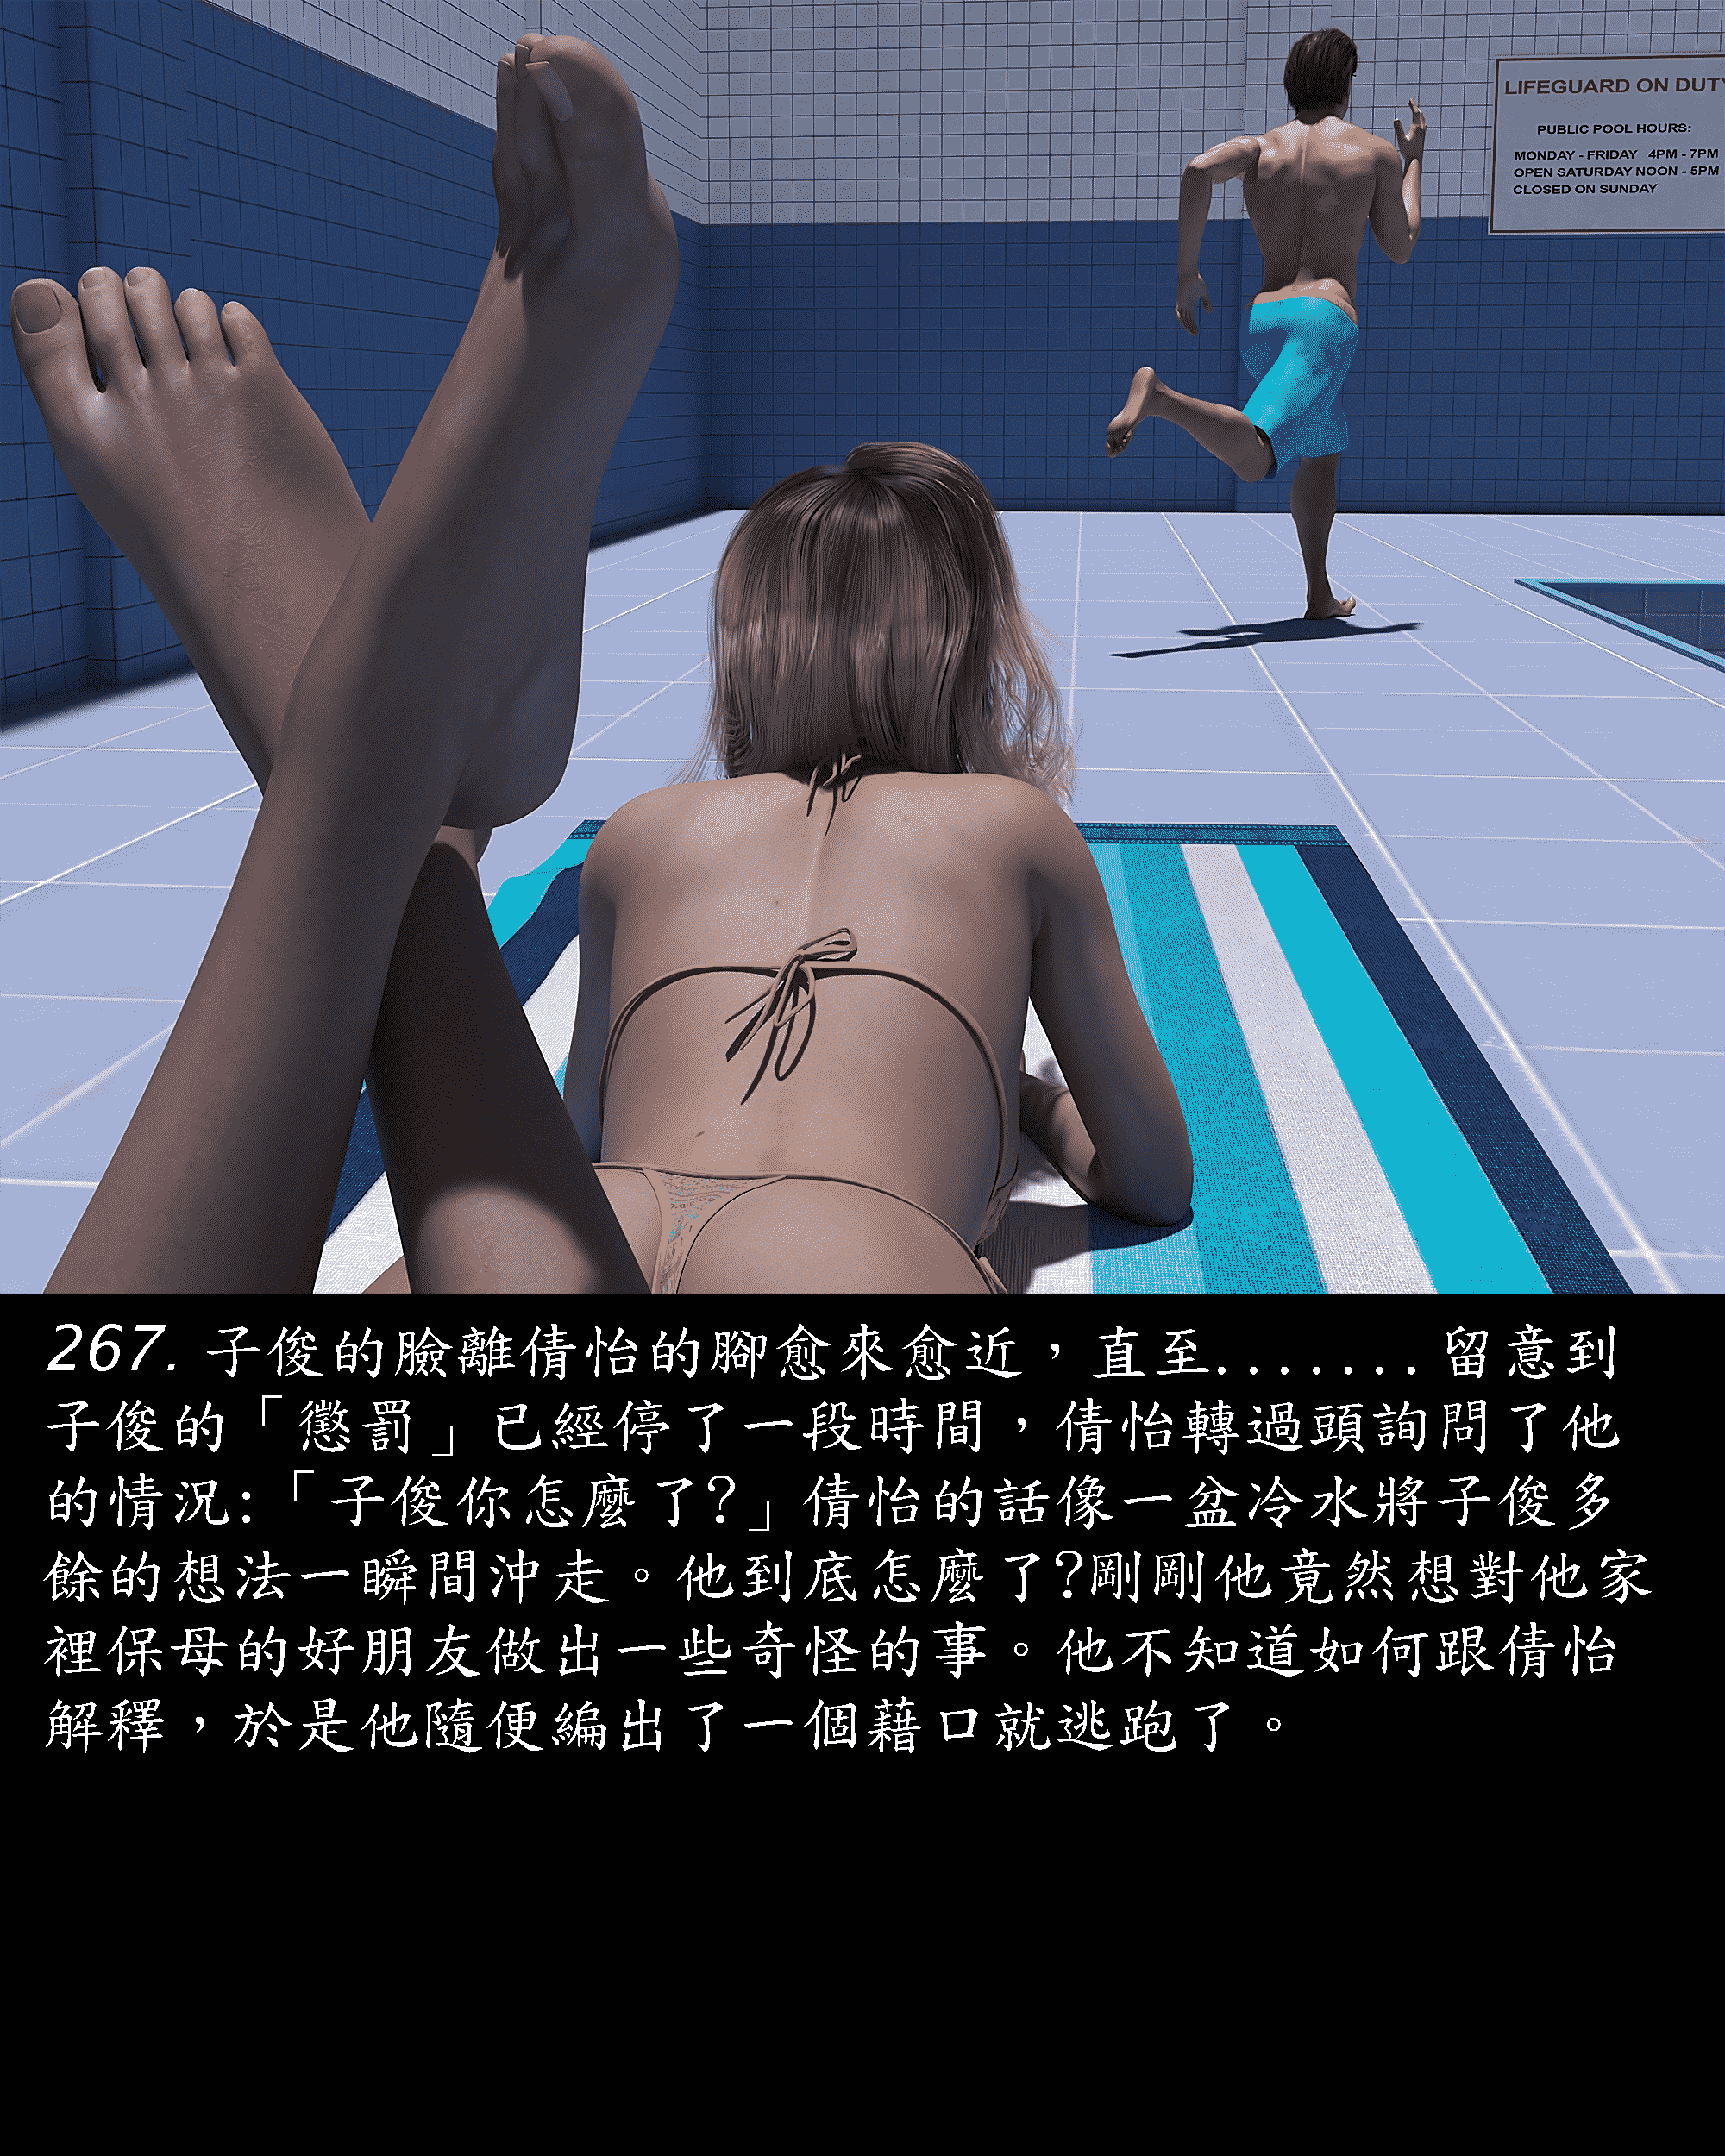 LIFEGUARD ON DUTY
PUBLIC POOL HOURS:
MONDAY - FRIDAY 4PM - 7PM
OPEN SATURDAY NOON - 5PM
CLOSED ON SUNDAY
267. 子俊的臉離倩怡的腳愈來愈近，直至.......留意到
子俊的「懲罰」已經停了一段時間，倩怡轉過頭詢問了他
的情況:「子俊你怎麼了?」倩怡的話像一盆冷水將子俊多
餘的想法一瞬間沖走。他到底怎麼了?剛剛他竟然想對他家
裡保母的好朋友做出一些奇怪的事。他不知道如何跟倩怡
解釋，於是他隨便編出了一個藉口就逃跑了。